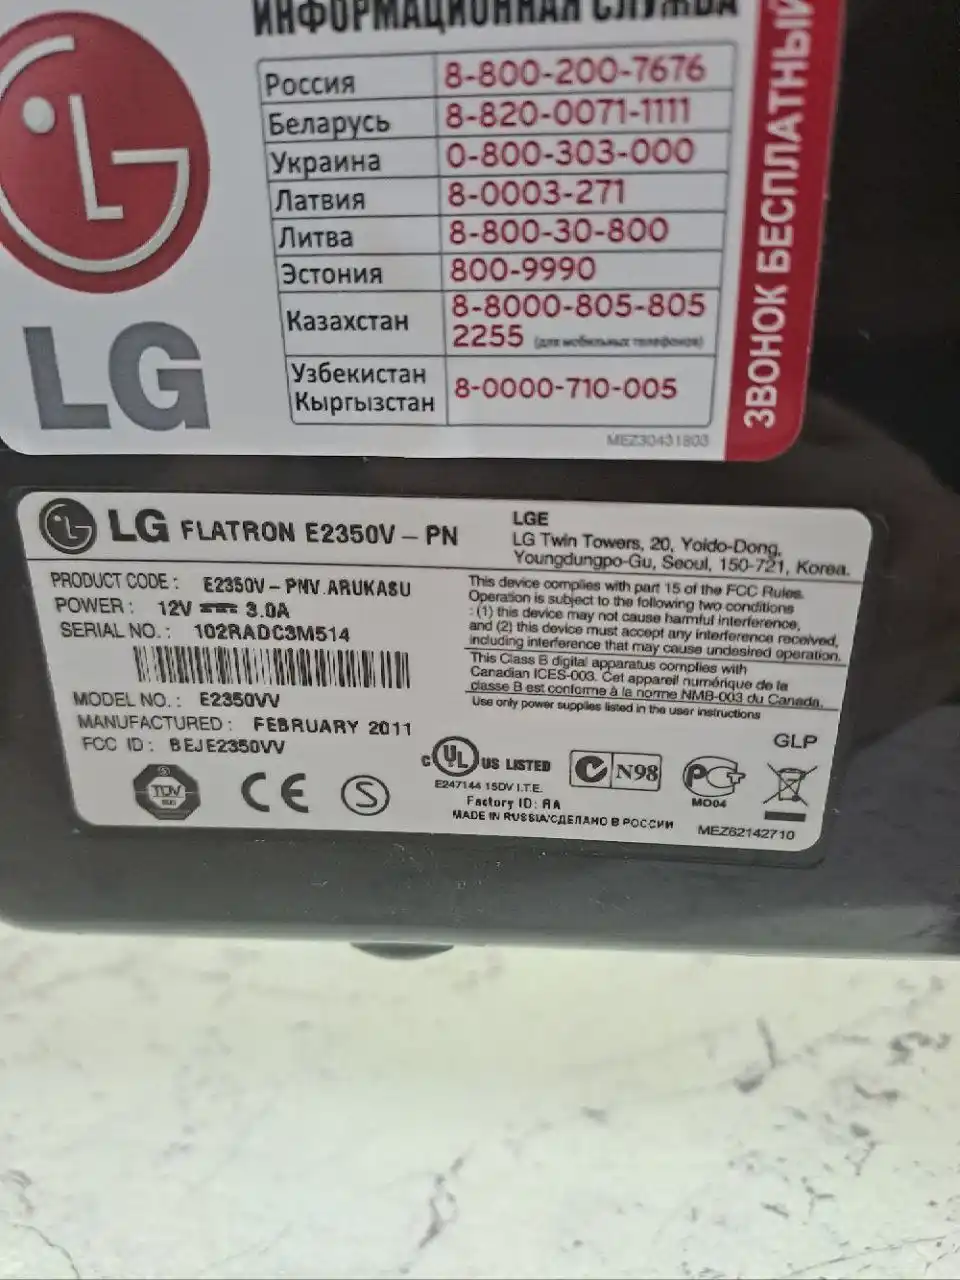 ИНФОРМАЦИОННАЯ СЛУЖБА
Россия 8-800-200-7676
Беларусь 8-820-0071-1111
Украина 0-800-303-000
Латвия 8-0003-271
Литва 8-800-30-800
Эстония 800-9990
Казахстан 8-8000-805-805
2255 (для мобильных телефонов)
Узбекистан
Кыргызстан 8-0000-710-005
MEZ30431803
LG
ЗВОНОК БЕСПЛАТНЫЙ
LG FLATRON E2350V-PN
PRODUCT CODE: E2350V-PNV.ARUKASU
POWER: 12V 3.0A
SERIAL NO.: 102RADC3M514
MODEL NO.: E2350VV
MANUFACTURED: FEBRUARY 2011
FCC ID: BEJE2350VV
TÜV
CE
S
LGE
LG Twin Towers, 20, Yoido-Dong,
Youngdungpo-Gu, Seoul, 150-721, Korea.
This device complies with part 15 of the FCC Rules.
Operation is subject to the following two conditions
: (1) this device may not cause harmful interference,
and (2) this device must accept any interference received,
including interference that may cause undesired operation.
This Class B digital apparatus complies with
Canadian ICES-003. Cet appareil numérique de la
classe B est conforme à la norme NMB-003 du Canada.
Use only power supplies listed in the user instructions
c UL US LISTED
E247144 15DV I.T.E.
Factory ID: AA
MADE IN RUSSIA/СДЕЛАНО В РОССИИ
N98
MO04
GLP
MEZ62142710